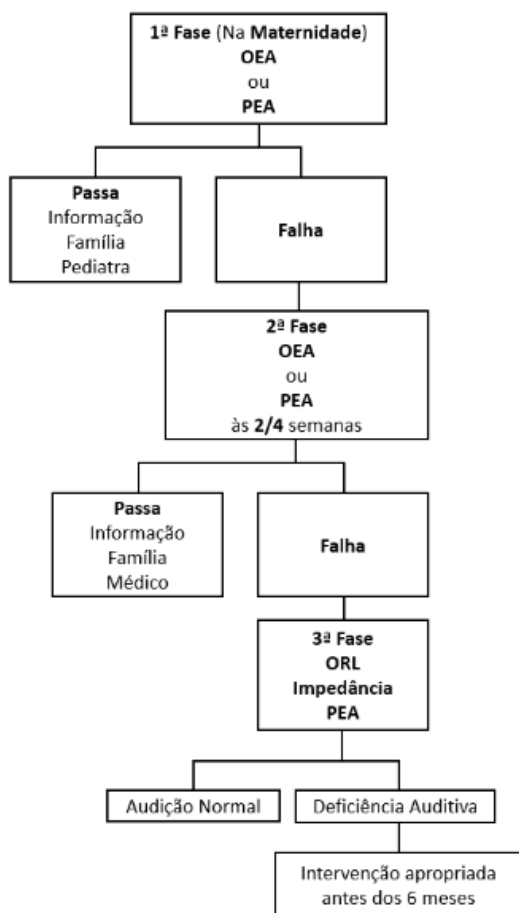 1ª Fase (Na Maternidade)
OEA
ou
PEA
Passa
Informação
Família
Pediatra
Falha
2ª Fase
OEA
ou
PEA
às 2/4 semanas
Passa
Informação
Família
Médico
Falha
3ª Fase
ORL
Impedância
PEA
Audição Normal
Deficiência Auditiva
Intervenção apropriada
antes dos 6 meses